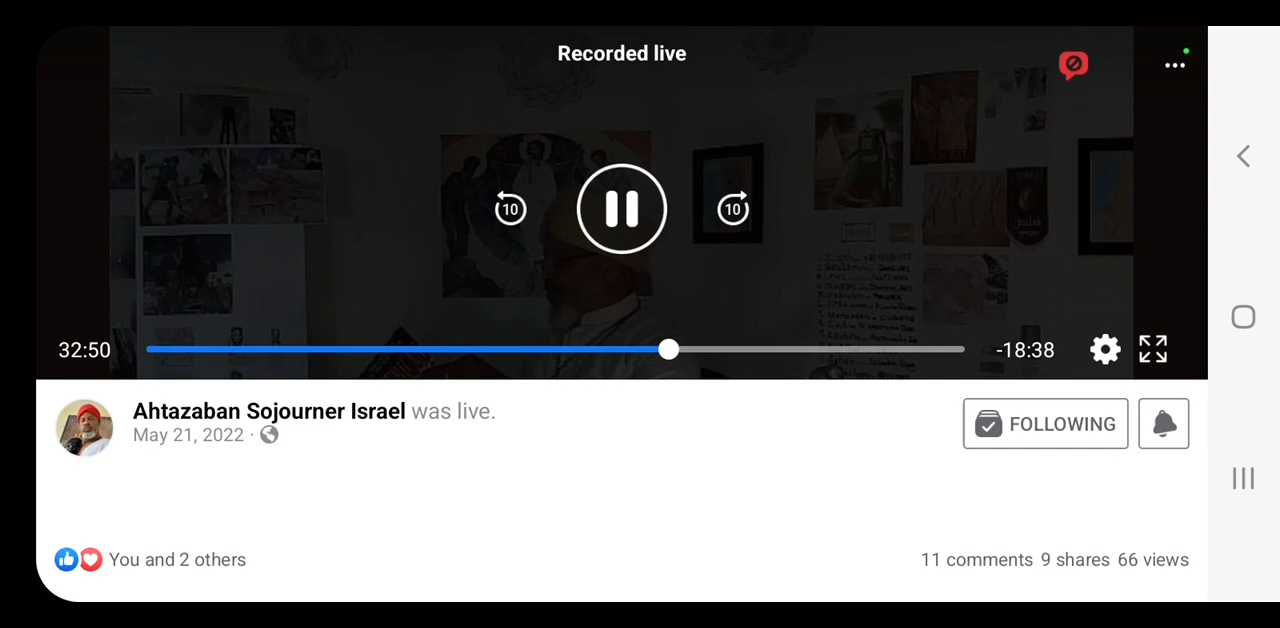 Recorded live
10
10
32:50
-18:38
Ahtazaban Sojourner Israel was live.
May 21, 2022 ·
FOLLOWING
You and 2 others
11 comments 9 shares 66 views